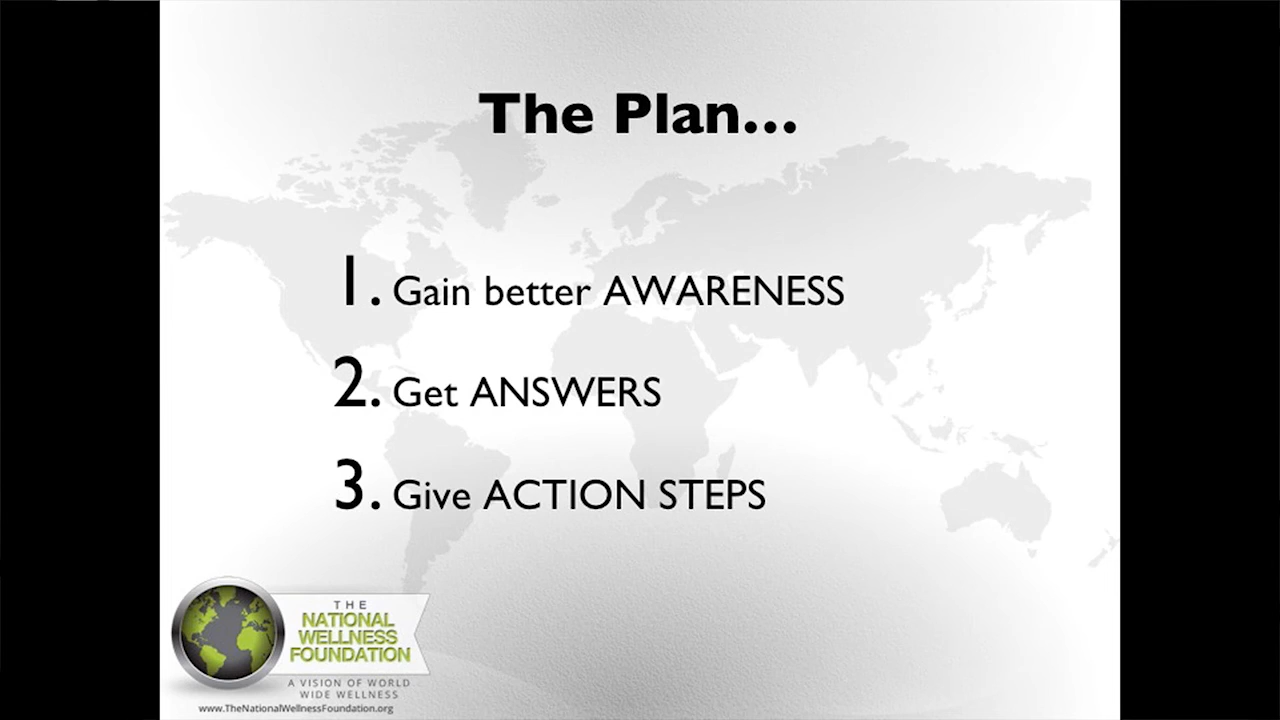 The Plan...
1. Gain better AWARENESS
2. Get ANSWERS
3. Give ACTION STEPS
THE
NATIONAL
WELLNESS
FOUNDATION
A VISION OF WORLD
WIDE WELLNESS
www.TheNationalWellnessFoundation.org